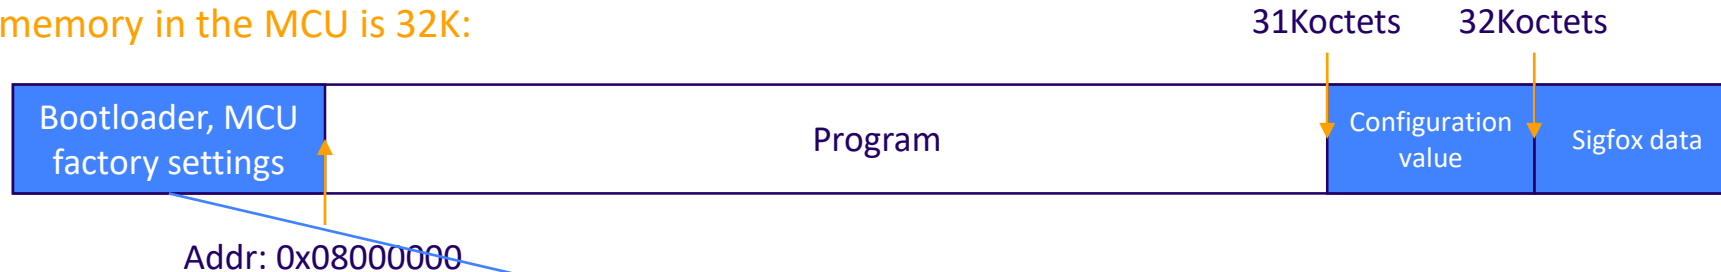 memory in the MCU is 32K:
31Koctets 32Koctets
Bootloader, MCU
factory settings
Program
Configuration
value
Sigfox data
Addr: 0x08000000